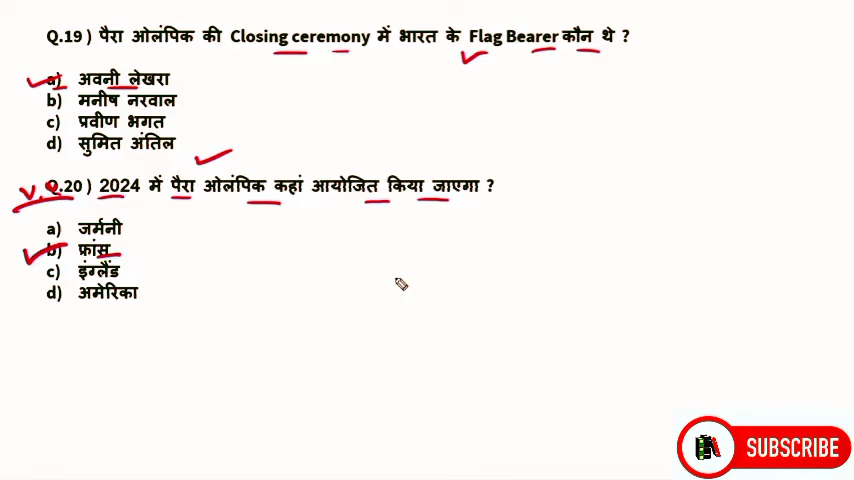 Q.19 ) पैरा ओलंपिक की Closing ceremony में भारत के Flag Bearer कौन थे ?
a) अवनी लेखरा
b) मनीष नरवाल
c) प्रवीण भगत
d) सुमित अंतिल
V.V
Q.20 ) 2024 में पैरा ओलंपिक कहां आयोजित किया जाएगा ?
a) जर्मनी
b) फ्रांस
c) इंग्लैंड
d) अमेरिका
SUBSCRIBE